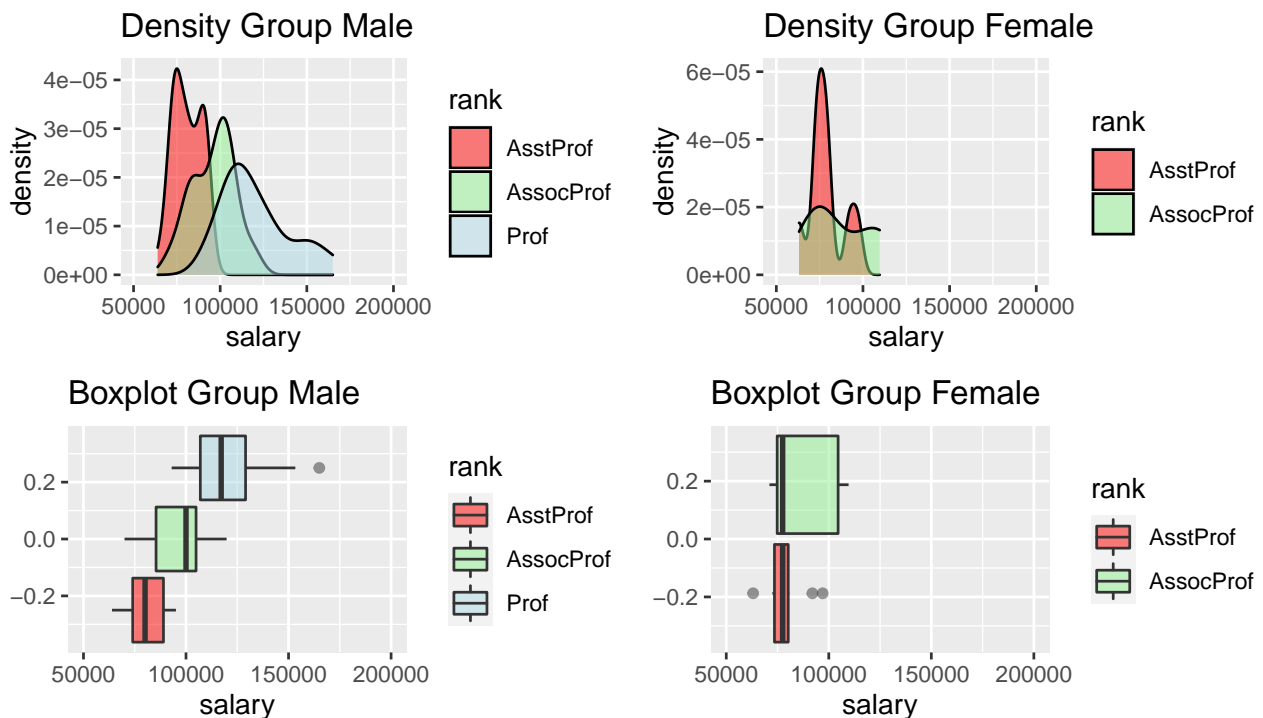 Density Group Male
4e−05
3e−05
2e−05
1e−05
0e+00
density
50000 100000 150000 200000
salary
rank
AsstProf
AssocProf
Prof
Density Group Female
6e−05
4e−05
2e−05
0e+00
density
50000 100000 150000 200000
salary
rank
AsstProf
AssocProf
Boxplot Group Male
0.2
0.0
−0.2
50000 100000 150000 200000
salary
rank
AsstProf
AssocProf
Prof
Boxplot Group Female
0.2
0.0
−0.2
50000 100000 150000 200000
salary
rank
AsstProf
AssocProf